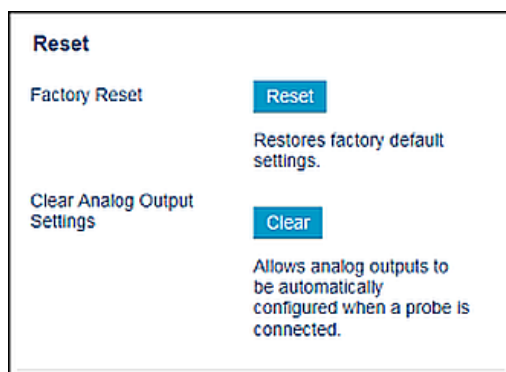 Reset
Factory Reset
Reset
Restores factory default
settings.
Clear Analog Output
Settings
Clear
Allows analog outputs to
be automatically
configured when a probe is
connected.